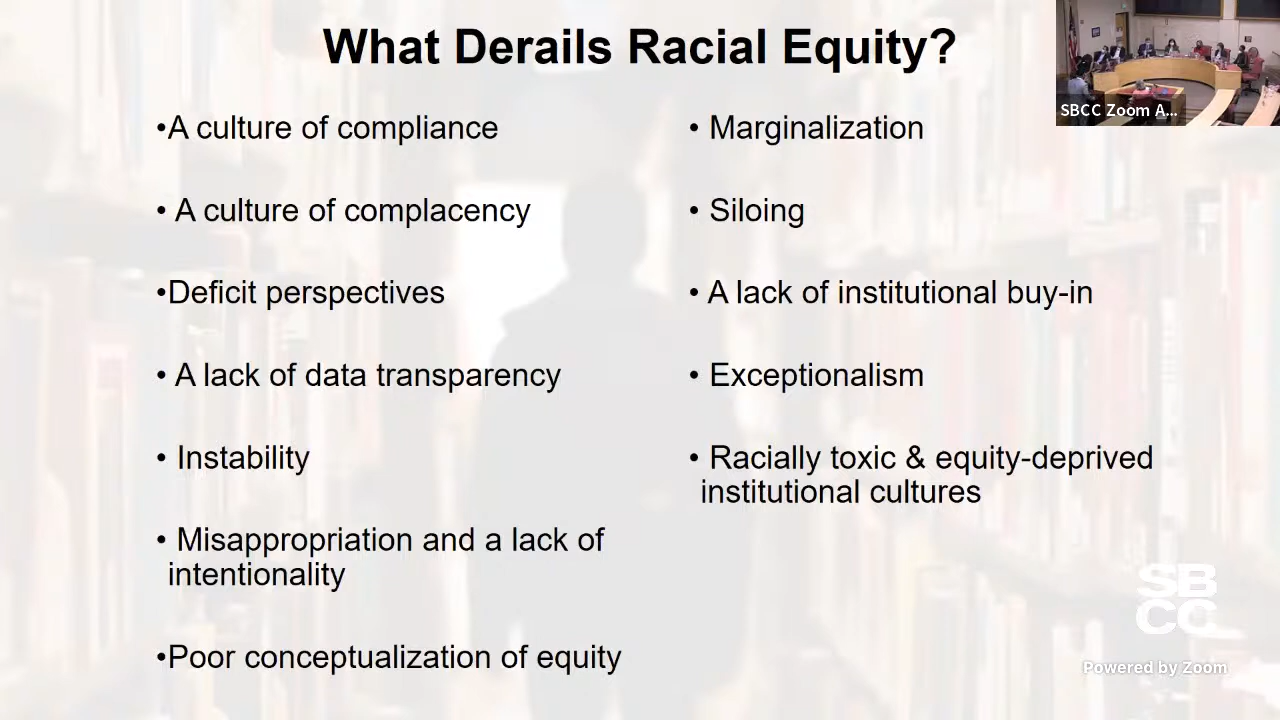 What Derails Racial Equity?
•A culture of compliance
• A culture of complacency
•Deficit perspectives
• A lack of data transparency
• Instability
• Misappropriation and a lack of
intentionality
•Poor conceptualization of equity
• Marginalization
• Siloing
• A lack of institutional buy-in
• Exceptionalism
• Racially toxic & equity-deprived
institutional cultures
SBCC Zoom A...
SB
CC
Powered by Zoom